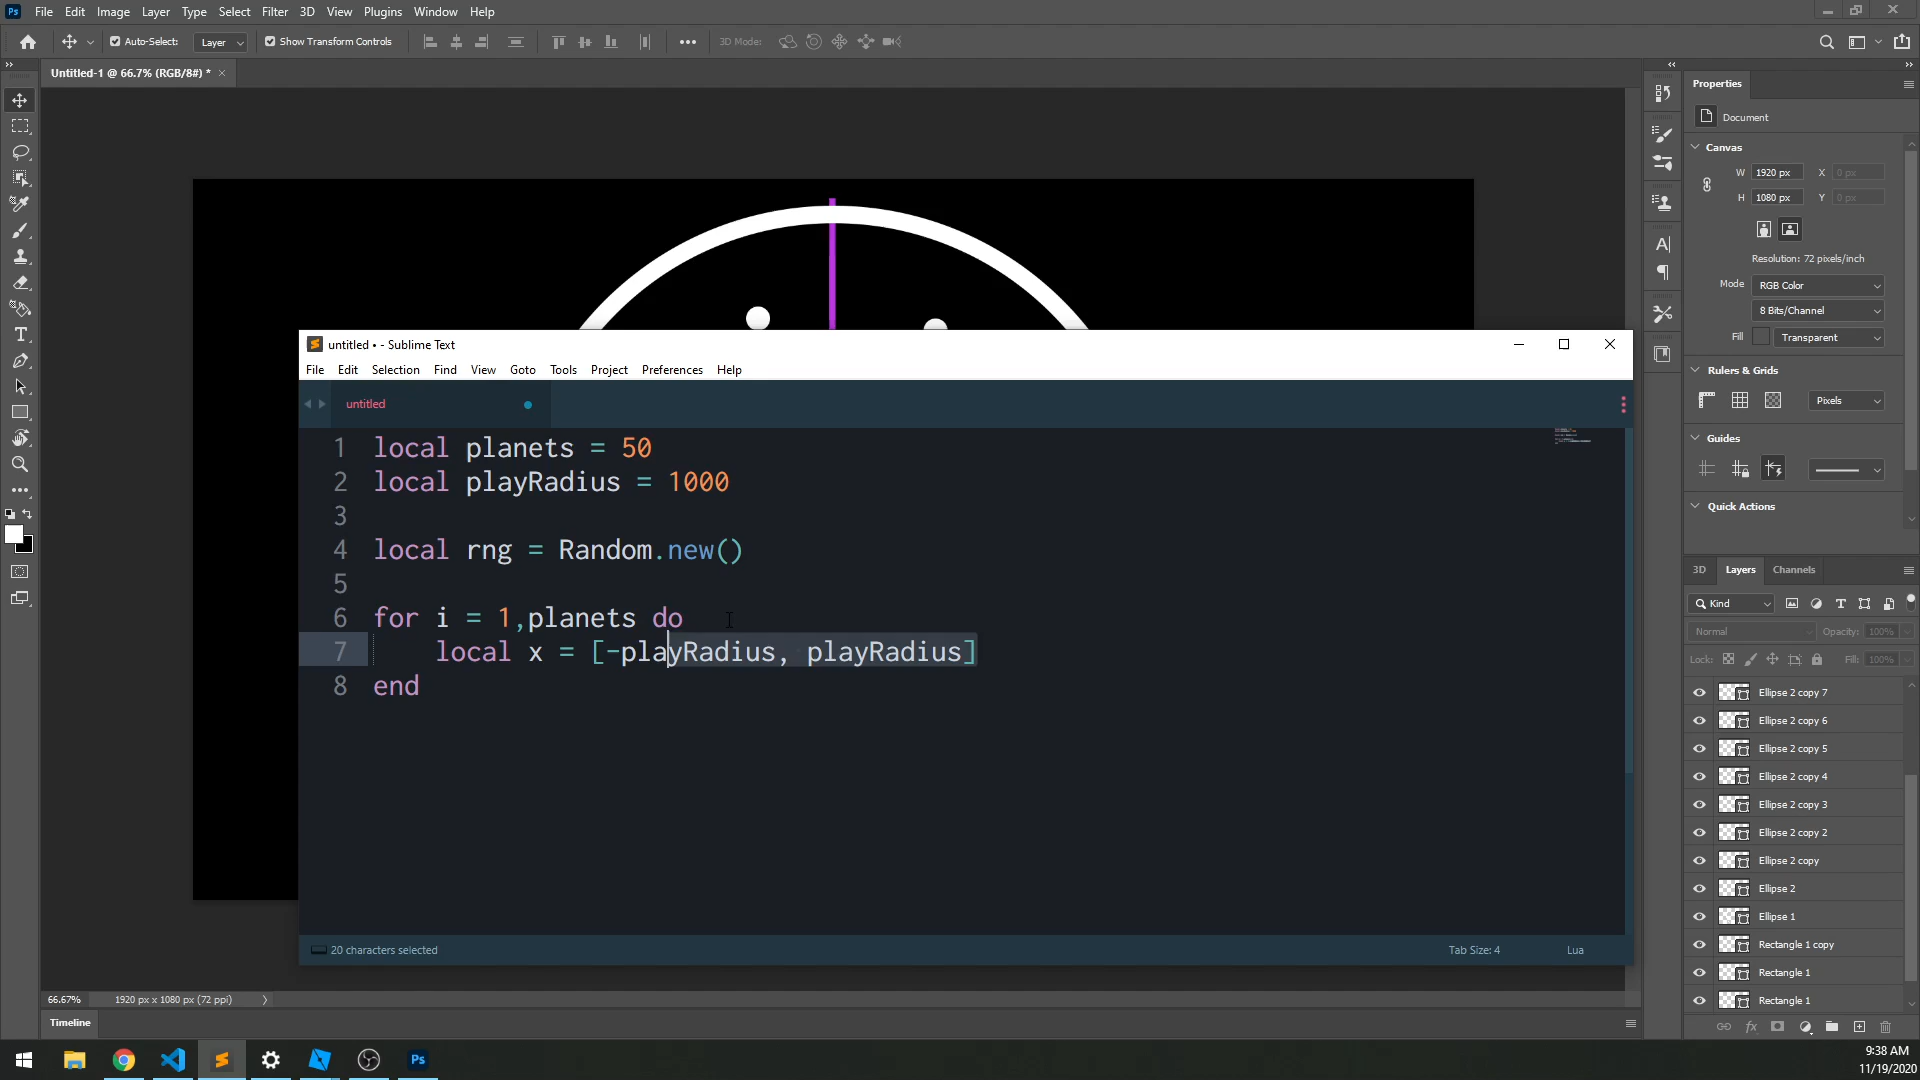 Ps File Edit Image Layer Type Select Filter 3D View Plugins Window Help
Auto-Select: Layer Show Transform Controls 3D Mode:
Untitled-1 @ 66.7% (RGB/8#) *
Properties
Document
Canvas
W 1920 px X 0 px
H 1080 px Y 0 px
Resolution: 72 pixels/inch
Mode RGB Color
8 Bits/Channel
Fill Transparent
Rulers & Grids
Pixels
Guides
Quick Actions
untitled • - Sublime Text
File Edit Selection Find View Goto Tools Project Preferences Help
untitled
1 local planets = 50
2 local playRadius = 1000
3
4 local rng = Random.new()
5
6 for i = 1,planets do
7 local x = [-playRadius, playRadius]
8 end
20 characters selected Tab Size: 4 Lua
3D Layers Channels
Kind
Normal Opacity: 100%
Lock: Fill: 100%
Ellipse 2 copy 7
Ellipse 2 copy 6
Ellipse 2 copy 5
Ellipse 2 copy 4
Ellipse 2 copy 3
Ellipse 2 copy 2
Ellipse 2 copy
Ellipse 2
Ellipse 1
Rectangle 1 copy
Rectangle 1
Rectangle 1
66.67% 1920 px x 1080 px (72 ppi)
Timeline
Ps
9:38 AM
11/19/2020